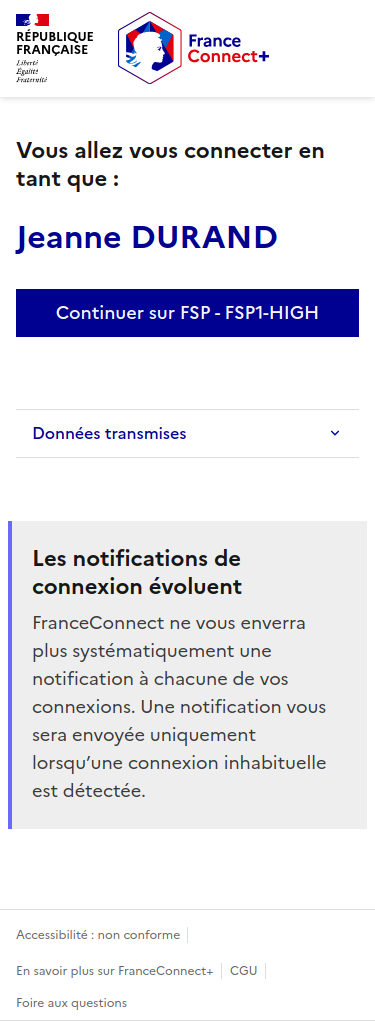 RÉPUBLIQUE
FRANÇAISE
Liberté
Égalité
Fraternité
France
Connect+
Vous allez vous connecter en
tant que :
Jeanne DURAND
Continuer sur FSP - FSP1-HIGH
Données transmises
Les notifications de
connexion évoluent
FranceConnect ne vous enverra
plus systématiquement une
notification à chacune de vos
connexions. Une notification vous
sera envoyée uniquement
lorsqu’une connexion inhabituelle
est détectée.
Accessibilité : non conforme
En savoir plus sur FranceConnect+ CGU
Foire aux questions